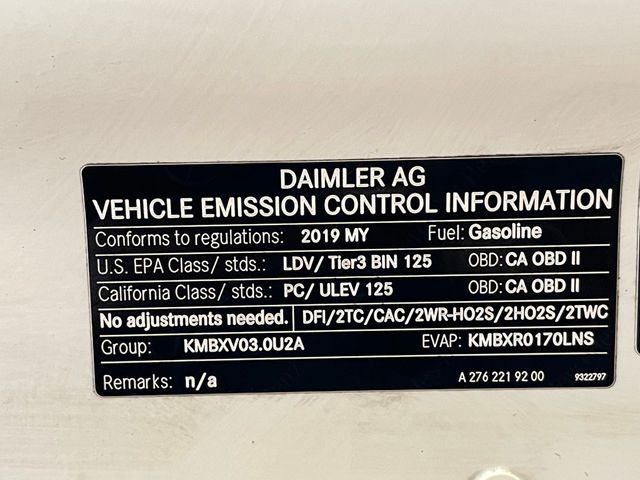 DAIMLER AG
VEHICLE EMISSION CONTROL INFORMATION
Conforms to regulations: 2019 MY Fuel: Gasoline
U.S. EPA Class/ stds.: LDV/ Tier3 BIN 125 OBD: CA OBD II
California Class/ stds.: PC/ ULEV 125 OBD: CA OBD II
No adjustments needed. DFI/2TC/CAC/2WR-HO2S/2HO2S/2TWC
Group: KMBXV03.0U2A EVAP: KMBXR0170LNS
Remarks: n/a A 276 221 92 00 9322797